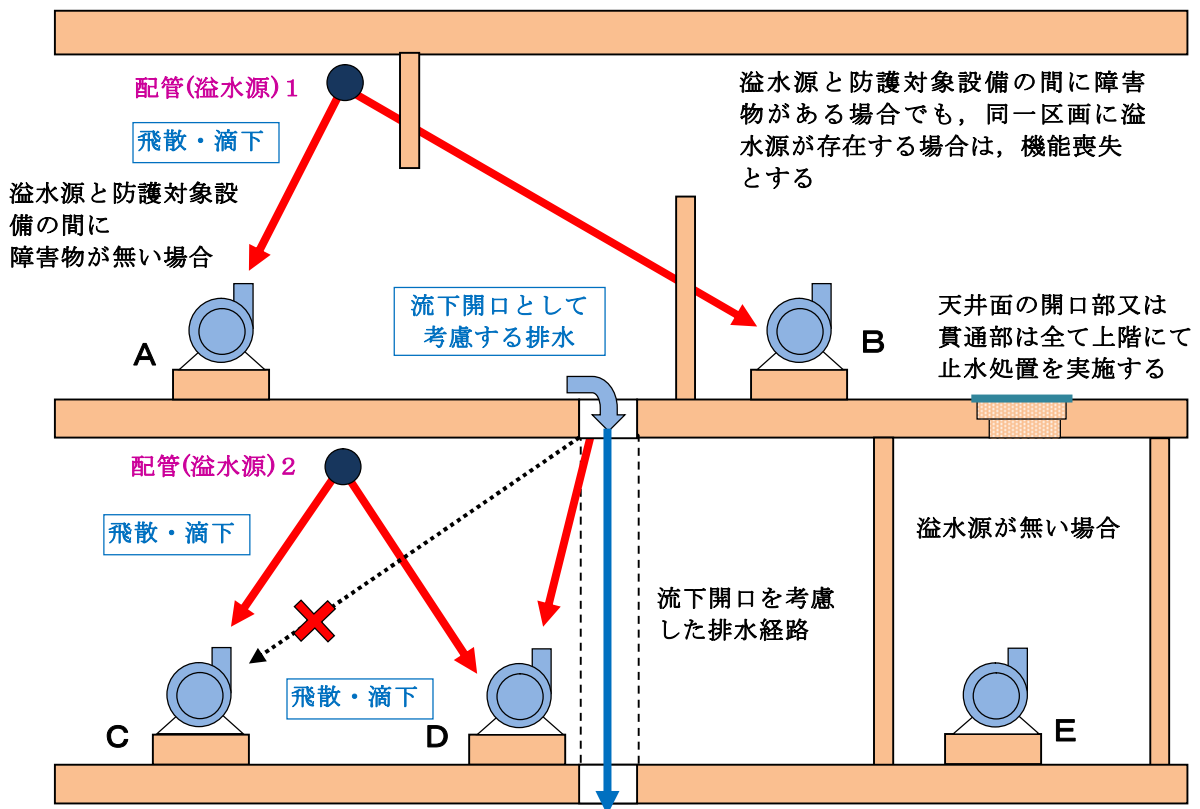 配管(溢水源)1
飛散・滴下
溢水源と防護対象設
備の間に
障害物が無い場合
溢水源と防護対象設備の間に障害
物がある場合でも，同一区画に溢
水源が存在する場合は，機能喪失
とする
流下開口として
考慮する排水
天井面の開口部又は
貫通部は全て上階にて
止水処置を実施する
A
B
配管(溢水源)2
飛散・滴下
溢水源が無い場合
流下開口を考慮
した排水経路
飛散・滴下
C
D
E